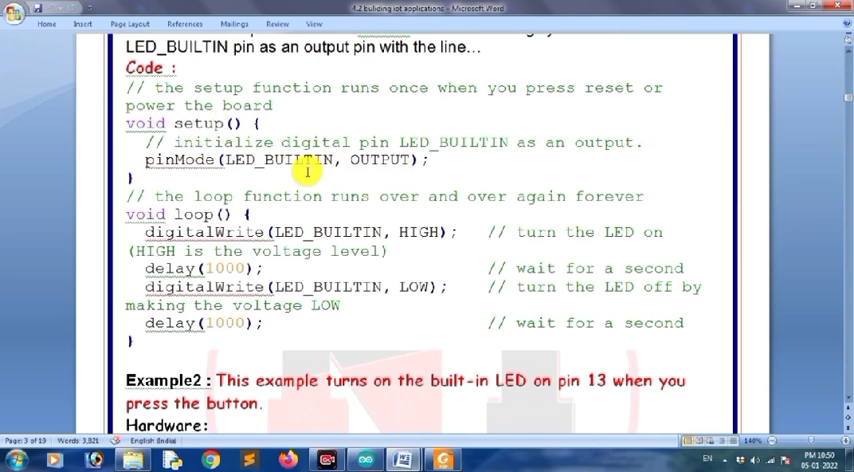 4.2 building iot applications - Microsoft Word
Home Insert Page Layout References Mailings Review View
LED_BUILTIN pin as an output pin with the line…
Code :
// the setup function runs once when you press reset or
power the board
void setup() {
// initialize digital pin LED_BUILTIN as an output.
pinMode(LED_BUILTIN, OUTPUT);
}
// the loop function runs over and over again forever
void loop() {
digitalWrite(LED_BUILTIN, HIGH); // turn the LED on
(HIGH is the voltage level)
delay(1000); // wait for a second
digitalWrite(LED_BUILTIN, LOW); // turn the LED off by
making the voltage LOW
delay(1000); // wait for a second
}
Example2 : This example turns on the built-in LED on pin 13 when you
press the button.
Hardware:
Page: 3 of 19 Words: 3,821 English (India) 140%
EN PM 10:50
05-01-2022